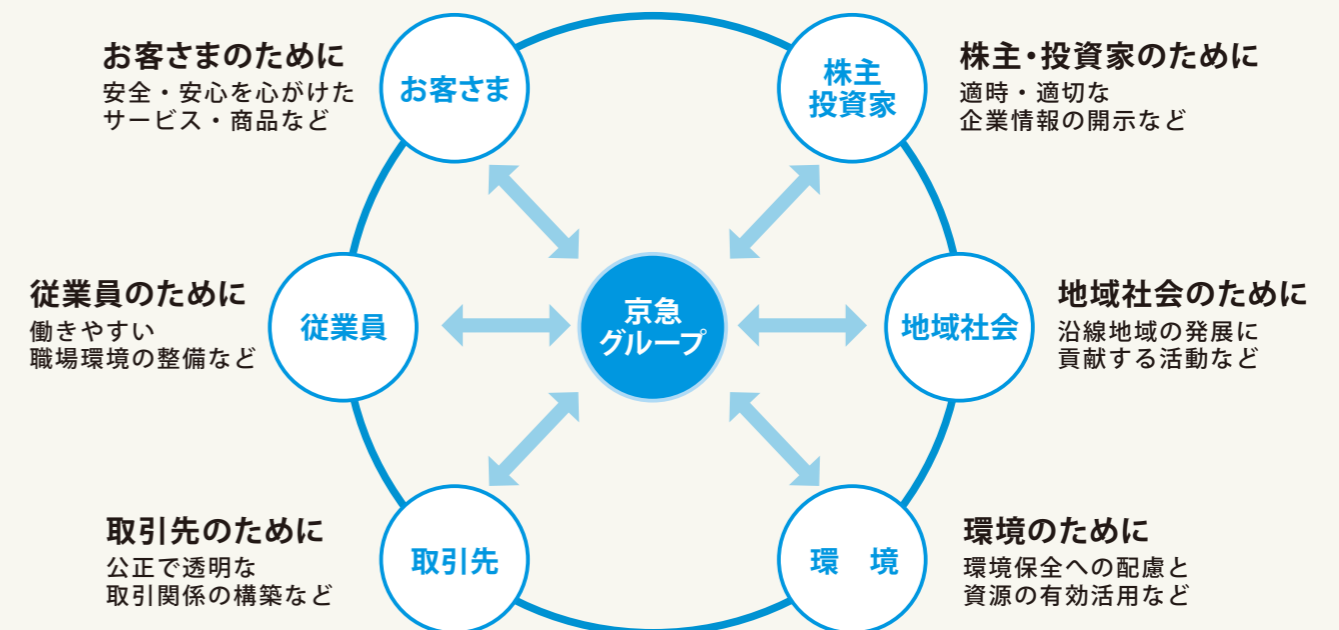 お客さまのために
安全・安心を心がけた
サービス・商品など
お客さま
株主
投資家
株主・投資家のために
適時・適切な
企業情報の開示など
従業員のために
働きやすい
職場環境の整備など
従業員
京急
グループ
地域社会
地域社会のために
沿線地域の発展に
貢献する活動など
取引先のために
公正で透明な
取引関係の構築など
取引先
環　境
環境のために
環境保全への配慮と
資源の有効活用など